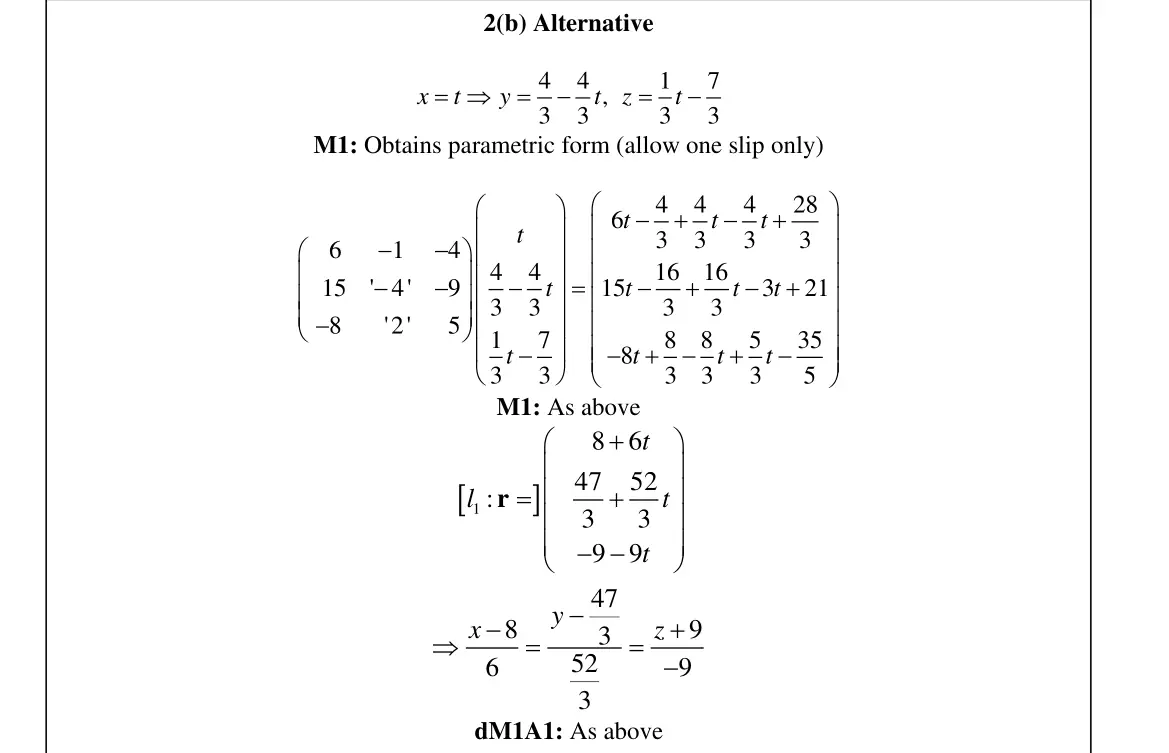 2(b) Alternative
x = t ⇒ y = 4/3 − 4/3 t, z = 1/3 t − 7/3
M1: Obtains parametric form (allow one slip only)
( 6 −1 −4 ; 15 '− 4' −9 ; −8 '2' 5 ) ( t ; 4/3 − 4/3 t ; 1/3 t − 7/3 ) = ( 6t − 4/3 + 4/3 t − 4/3 t + 28/3 ; 15t − 16/3 + 16/3 t − 3t + 21 ; −8t + 8/3 − 8/3 t + 5/3 t − 35/5 )
M1: As above
[l₁ : r =] ( 8 + 6t ; 47/3 + 52/3 t ; −9 − 9t )
⇒ (x − 8)/6 = (y − 47/3)/(52/3) = (z + 9)/−9
dM1A1: As above